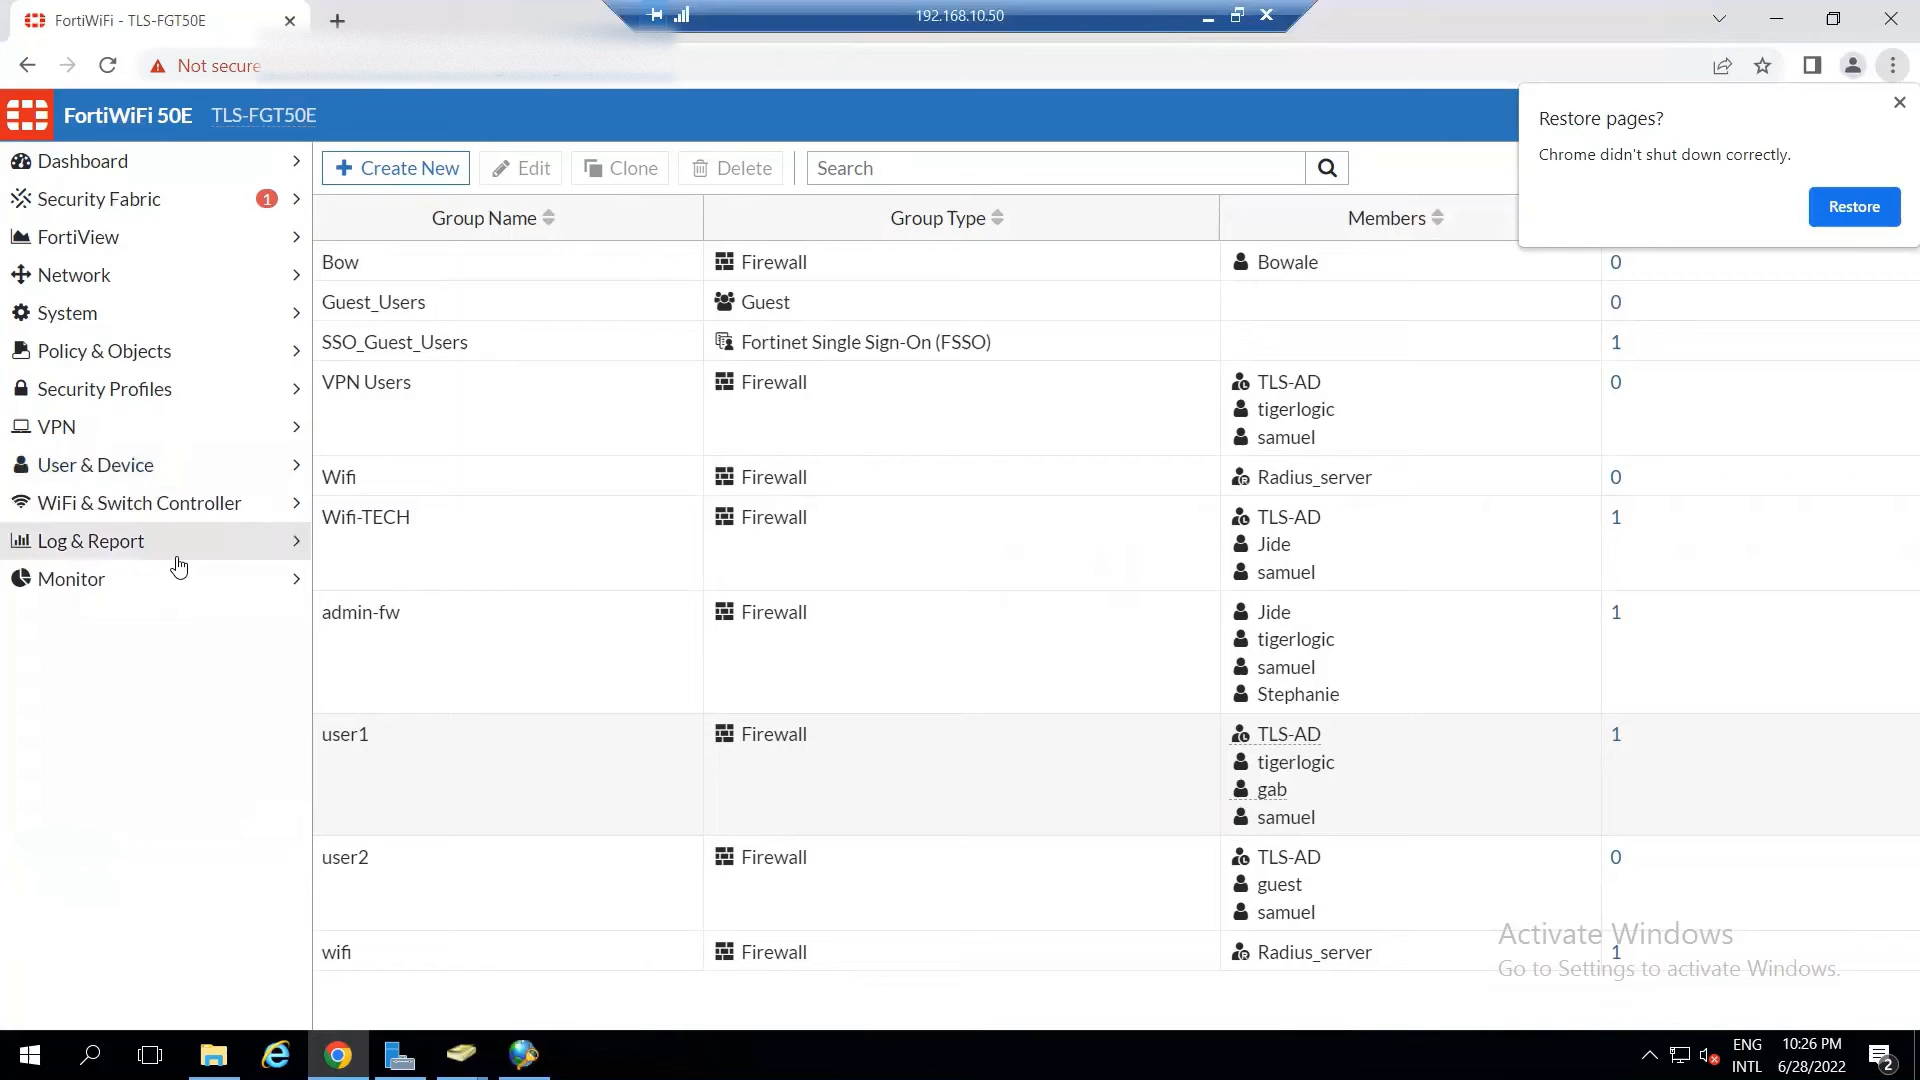 FortiWiFi - TLS-FGT50E
192.168.10.50
Not secure
FortiWiFi 50E TLS-FGT50E
Restore pages?
Chrome didn't shut down correctly.
Restore
Dashboard
Security Fabric 1
FortiView
Network
System
Policy & Objects
Security Profiles
VPN
User & Device
WiFi & Switch Controller
Log & Report
Monitor
+ Create New Edit Clone Delete Search
Group Name Group Type Members
Bow Firewall Bowale 0
Guest_Users Guest 0
SSO_Guest_Users Fortinet Single Sign-On (FSSO) 1
VPN Users Firewall TLS-AD 0
tigerlogic
samuel
Wifi Firewall Radius_server 0
Wifi-TECH Firewall TLS-AD 1
Jide
samuel
admin-fw Firewall Jide 1
tigerlogic
samuel
Stephanie
user1 Firewall TLS-AD 1
tigerlogic
gab
samuel
user2 Firewall TLS-AD 0
guest
samuel
wifi Firewall Radius_server 1
Activate Windows
Go to Settings to activate Windows.
ENG 10:26 PM
INTL 6/28/2022 2